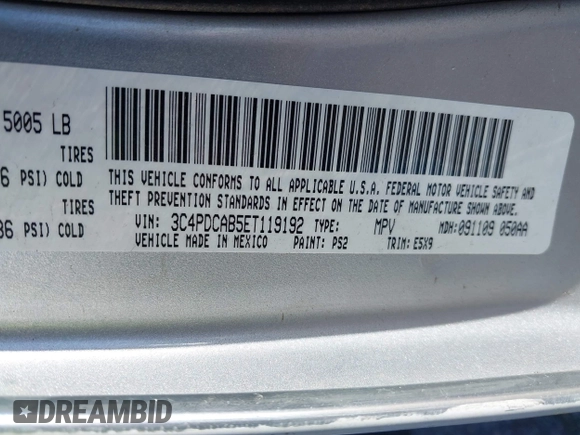 5005 LB
TIRES
6 PSI) COLD
TIRES
36 PSI) COLD
THIS VEHICLE CONFORMS TO ALL APPLICABLE U.S.A. FEDERAL MOTOR VEHICLE SAFETY AND
THEFT PREVENTION STANDARDS IN EFFECT ON THE DATE OF MANUFACTURE SHOWN ABOVE.
VIN: 3C4PDCAB5ET119192 TYPE: MPV MDH:091109 050AA
VEHICLE MADE IN MEXICO PAINT: PS2 TRIM: E5X9
DREAMBID